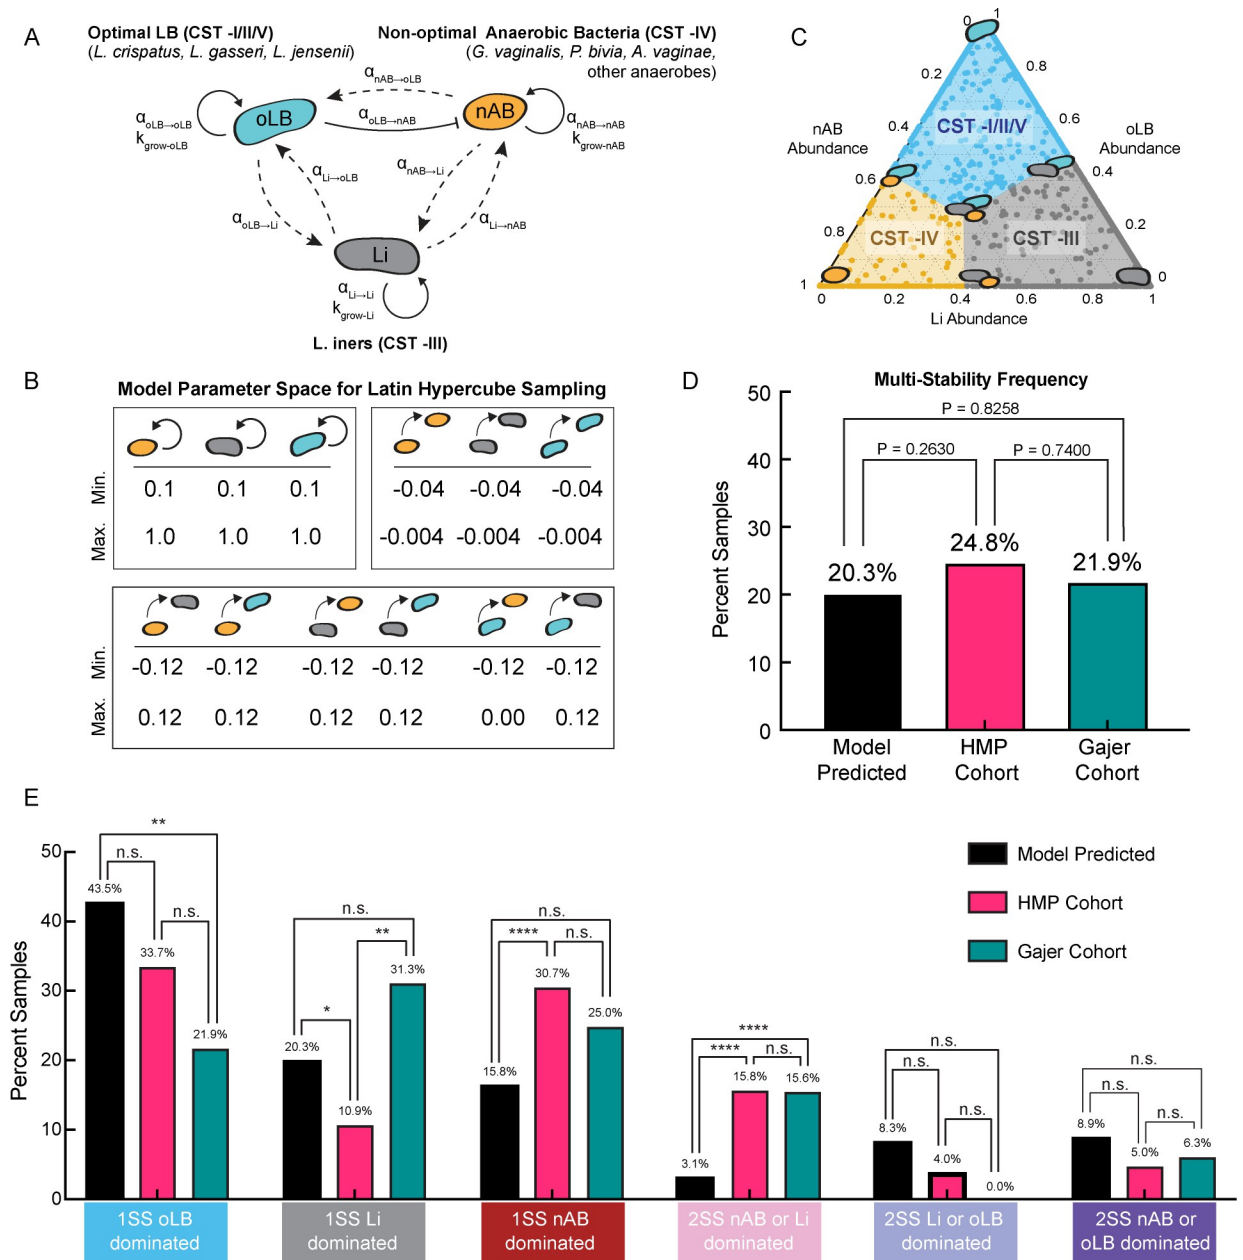 A
Optimal LB (CST -I/II/V)
(L. crispatus, L. gasseri, L. jensenii)
Non-optimal Anaerobic Bacteria (CST -IV)
(G. vaginalis, P. bivia, A. vaginae,
other anaerobes)
αnAB→oLB
αoLB→oLB
kgrow-oLB
oLB
αoLB→nAB
nAB
αnAB→nAB
kgrow-nAB
αLi→oLB
αnAB→Li
αoLB→Li
αLi→nAB
Li
αLi→Li
kgrow-Li
L. iners (CST -III)
C
0 1
0.2 0.8
0.4 0.6
nAB
Abundance
CST -I/II/V
oLB
Abundance
0.6 0.4
0.8 0.2
CST -IV
CST -III
1 0
0 0.2 0.4 0.6 0.8 1
Li Abundance
B
Model Parameter Space for Latin Hypercube Sampling
Min. 0.1 0.1 0.1
Max. 1.0 1.0 1.0
-0.04 -0.04 -0.04
-0.004 -0.004 -0.004
Min. -0.12 -0.12 -0.12 -0.12 -0.12 -0.12
Max. 0.12 0.12 0.12 0.12 0.00 0.12
D
Multi-Stability Frequency
P = 0.8258
P = 0.2630 P = 0.7400
Percent Samples
50
40
30
20
10
0
20.3% 24.8% 21.9%
Model
Predicted
HMP
Cohort
Gajer
Cohort
E
Percent Samples
50
40
30
20
10
0
**
n.s.
n.s.
43.5% 33.7% 21.9%
1SS oLB
dominated
n.s.
**
*
20.3% 10.9% 31.3%
1SS Li
dominated
n.s.
**** n.s.
15.8% 30.7% 25.0%
1SS nAB
dominated
****
**** n.s.
3.1% 15.8% 15.6%
2SS nAB or Li
dominated
n.s.
n.s.
n.s.
8.3% 4.0% 0.0%
2SS Li or oLB
dominated
n.s.
n.s.
n.s.
8.9% 5.0% 6.3%
2SS nAB or
oLB dominated
Model Predicted
HMP Cohort
Gajer Cohort